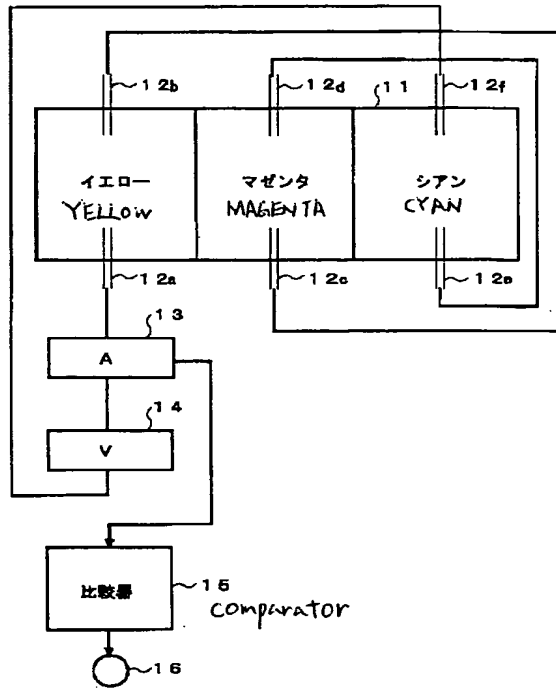 12b
12d
11
12f
イエロー
マゼンタ
シアン
YELLOW
MAGENTA
CYAN
12a
12c
12e
13
A
14
V
比較器
15
comparator
16